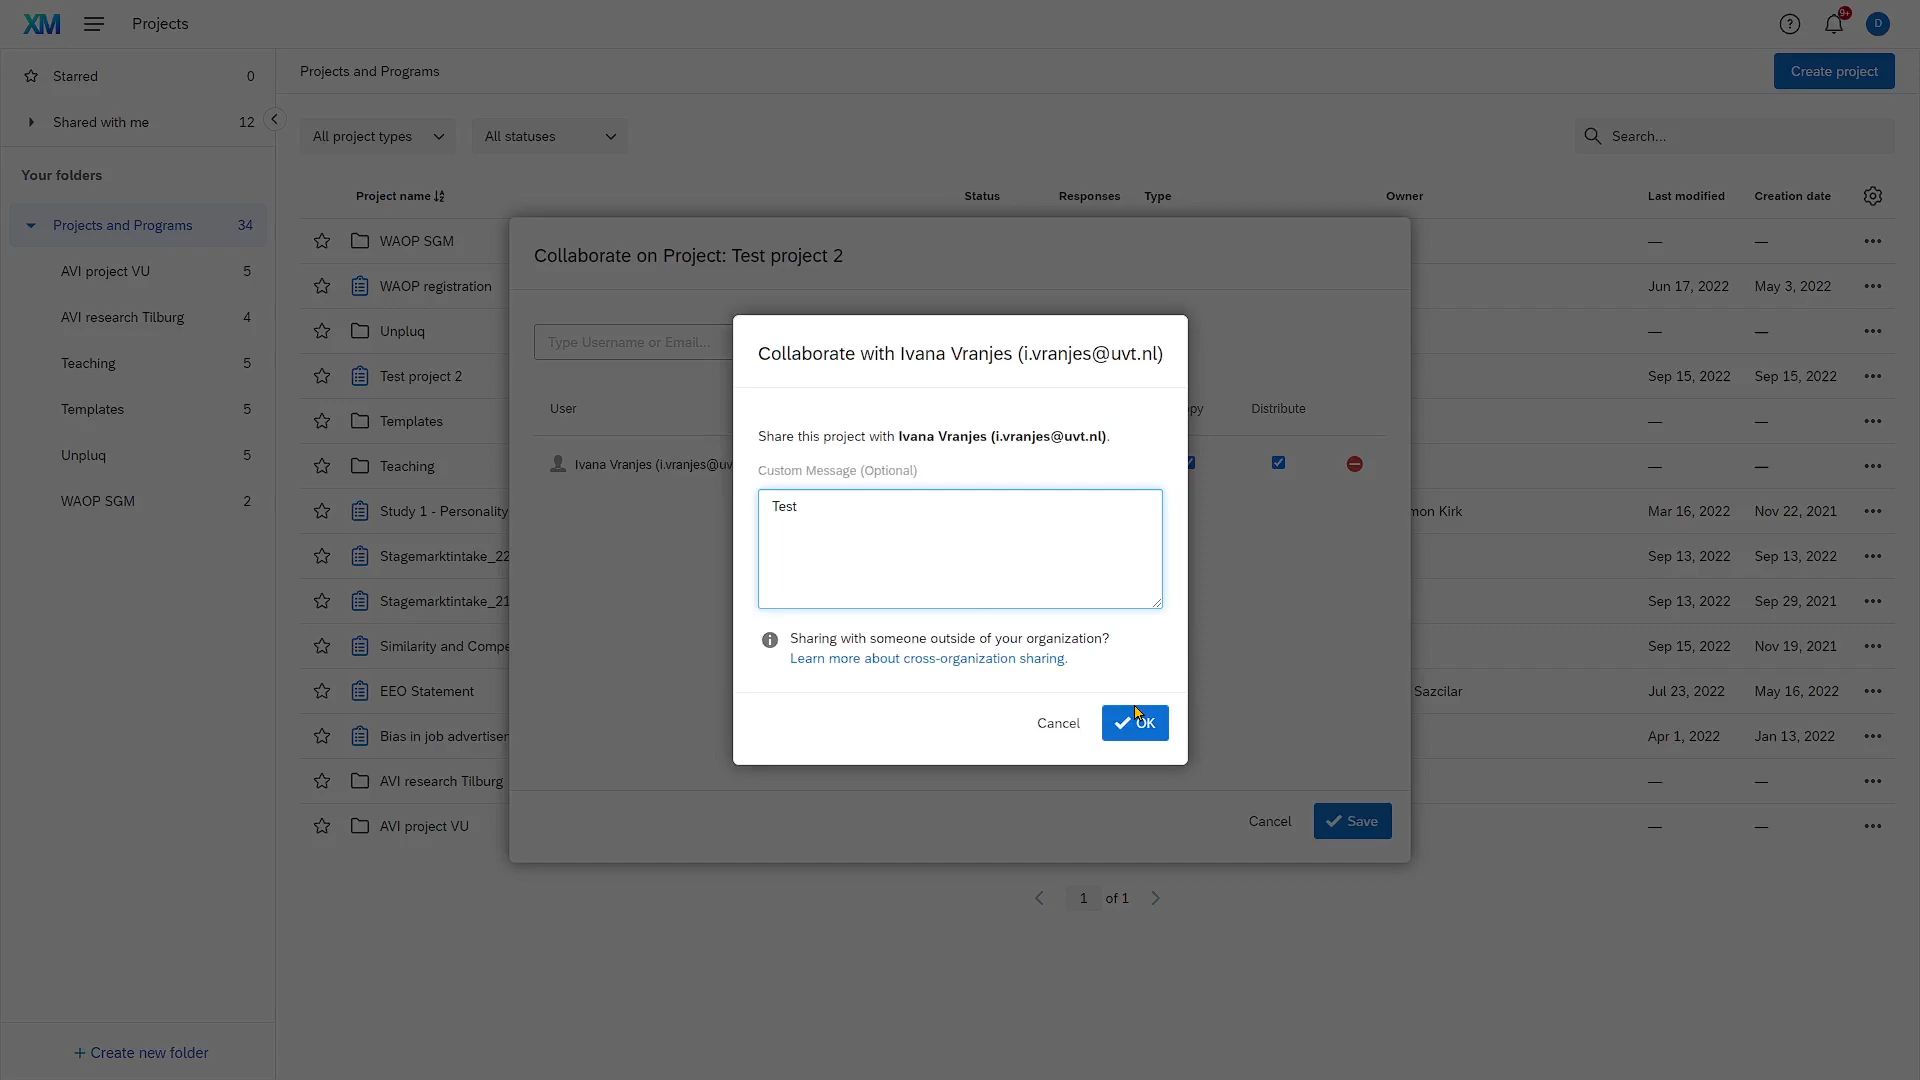 XM
Projects
9+
D
Starred 0
Shared with me 12
Your folders
Projects and Programs 34
AVI project VU 5
AVI research Tilburg 4
Teaching 5
Templates 5
Unpluq 5
WAOP SGM 2
+ Create new folder
Projects and Programs
Create project
All project types
All statuses
Search...
Project name Status Responses Type Owner Last modified Creation date
WAOP SGM — —
WAOP registration Jun 17, 2022 May 3, 2022
Unpluq — —
Test project 2 Sep 15, 2022 Sep 15, 2022
Templates — —
Teaching — —
Study 1 - Personality mon Kirk Mar 16, 2022 Nov 22, 2021
Stagemarktintake_22 Sep 13, 2022 Sep 13, 2022
Stagemarktintake_21 Sep 13, 2022 Sep 29, 2021
Similarity and Compe Sep 15, 2022 Nov 19, 2021
EEO Statement Sazcilar Jul 23, 2022 May 16, 2022
Bias in job advertisem Apr 1, 2022 Jan 13, 2022
AVI research Tilburg — —
AVI project VU — —
1 of 1
Collaborate on Project: Test project 2
Type Username or Email...
User py Distribute
Ivana Vranjes (i.vranjes@uv
Cancel
Save
Collaborate with Ivana Vranjes (i.vranjes@uvt.nl)
Share this project with Ivana Vranjes (i.vranjes@uvt.nl).
Custom Message (Optional)
Test
Sharing with someone outside of your organization?
Learn more about cross-organization sharing.
Cancel
OK